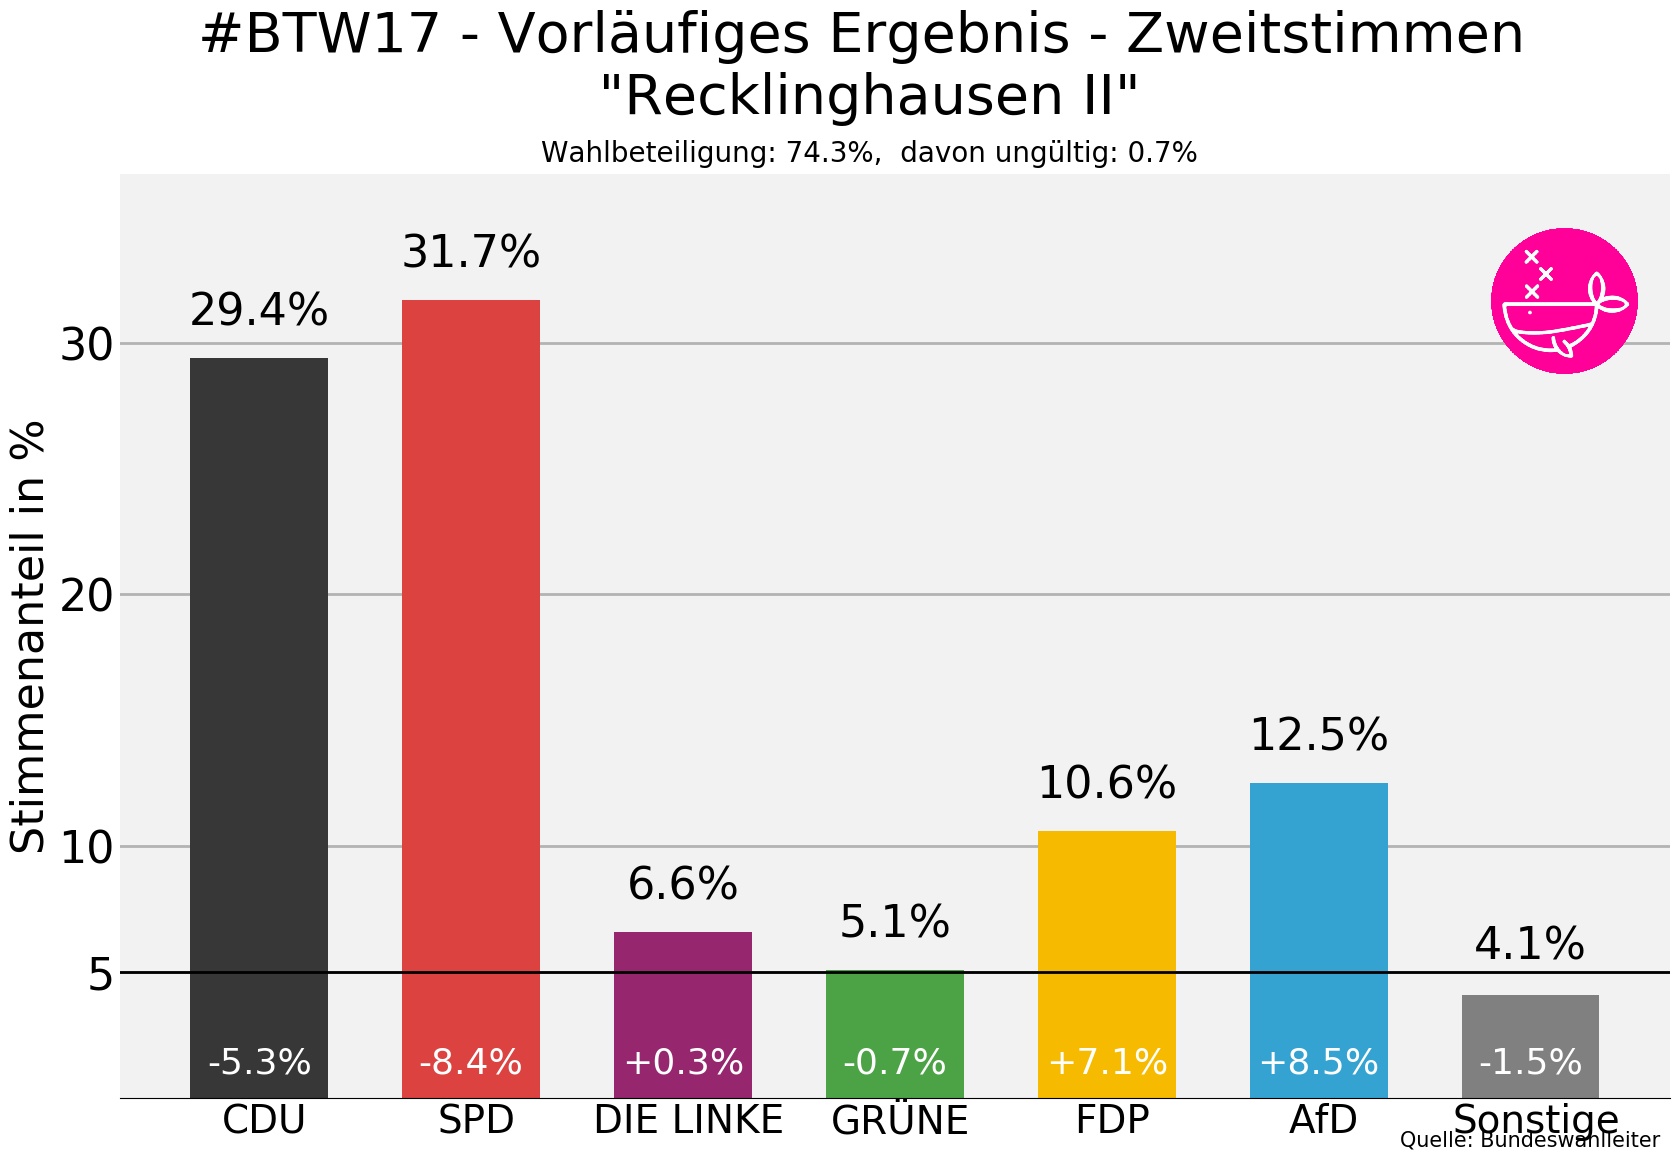 #BTW17 - Vorläufiges Ergebnis - Zweitstimmen
"Recklinghausen II"
Wahlbeteiligung: 74.3%,  davon ungültig: 0.7%
Stimmenanteil in %
30
20
10
5
29.4%
31.7%
6.6%
5.1%
10.6%
12.5%
4.1%
-5.3%
-8.4%
+0.3%
-0.7%
+7.1%
+8.5%
-1.5%
CDU
SPD
DIE LINKE
GRÜNE
FDP
AfD
Sonstige
Quelle: Bundeswahlleiter